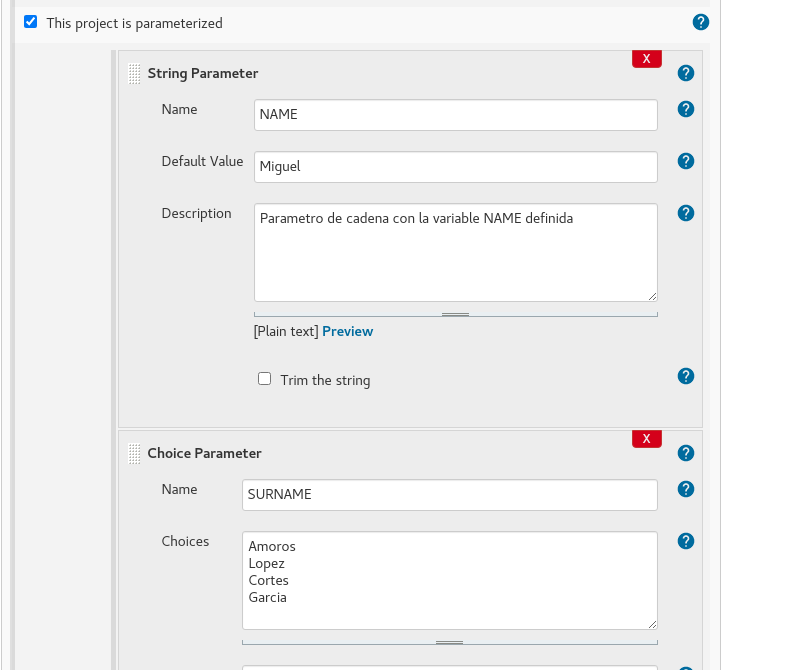 This project is parameterized
?
X
String Parameter
?
Name
NAME
?
Default Value
Miguel
?
Description
Parametro de cadena con la variable NAME definida
?
[Plain text] Preview
Trim the string
?
X
Choice Parameter
?
Name
SURNAME
?
Choices
Amoros
Lopez
Cortes
Garcia
?